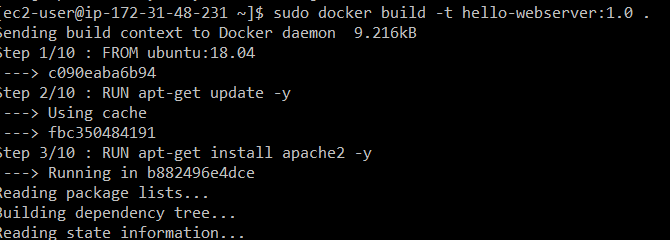 [ec2-user@ip-172-31-48-231 ~]$ sudo docker build -t hello-webserver:1.0 .
Sending build context to Docker daemon  9.216kB
Step 1/10 : FROM ubuntu:18.04
 ---> c090eaba6b94
Step 2/10 : RUN apt-get update -y
 ---> Using cache
 ---> fbc350484191
Step 3/10 : RUN apt-get install apache2 -y
 ---> Running in b882496e4dce
Reading package lists...
Building dependency tree...
Reading state information...